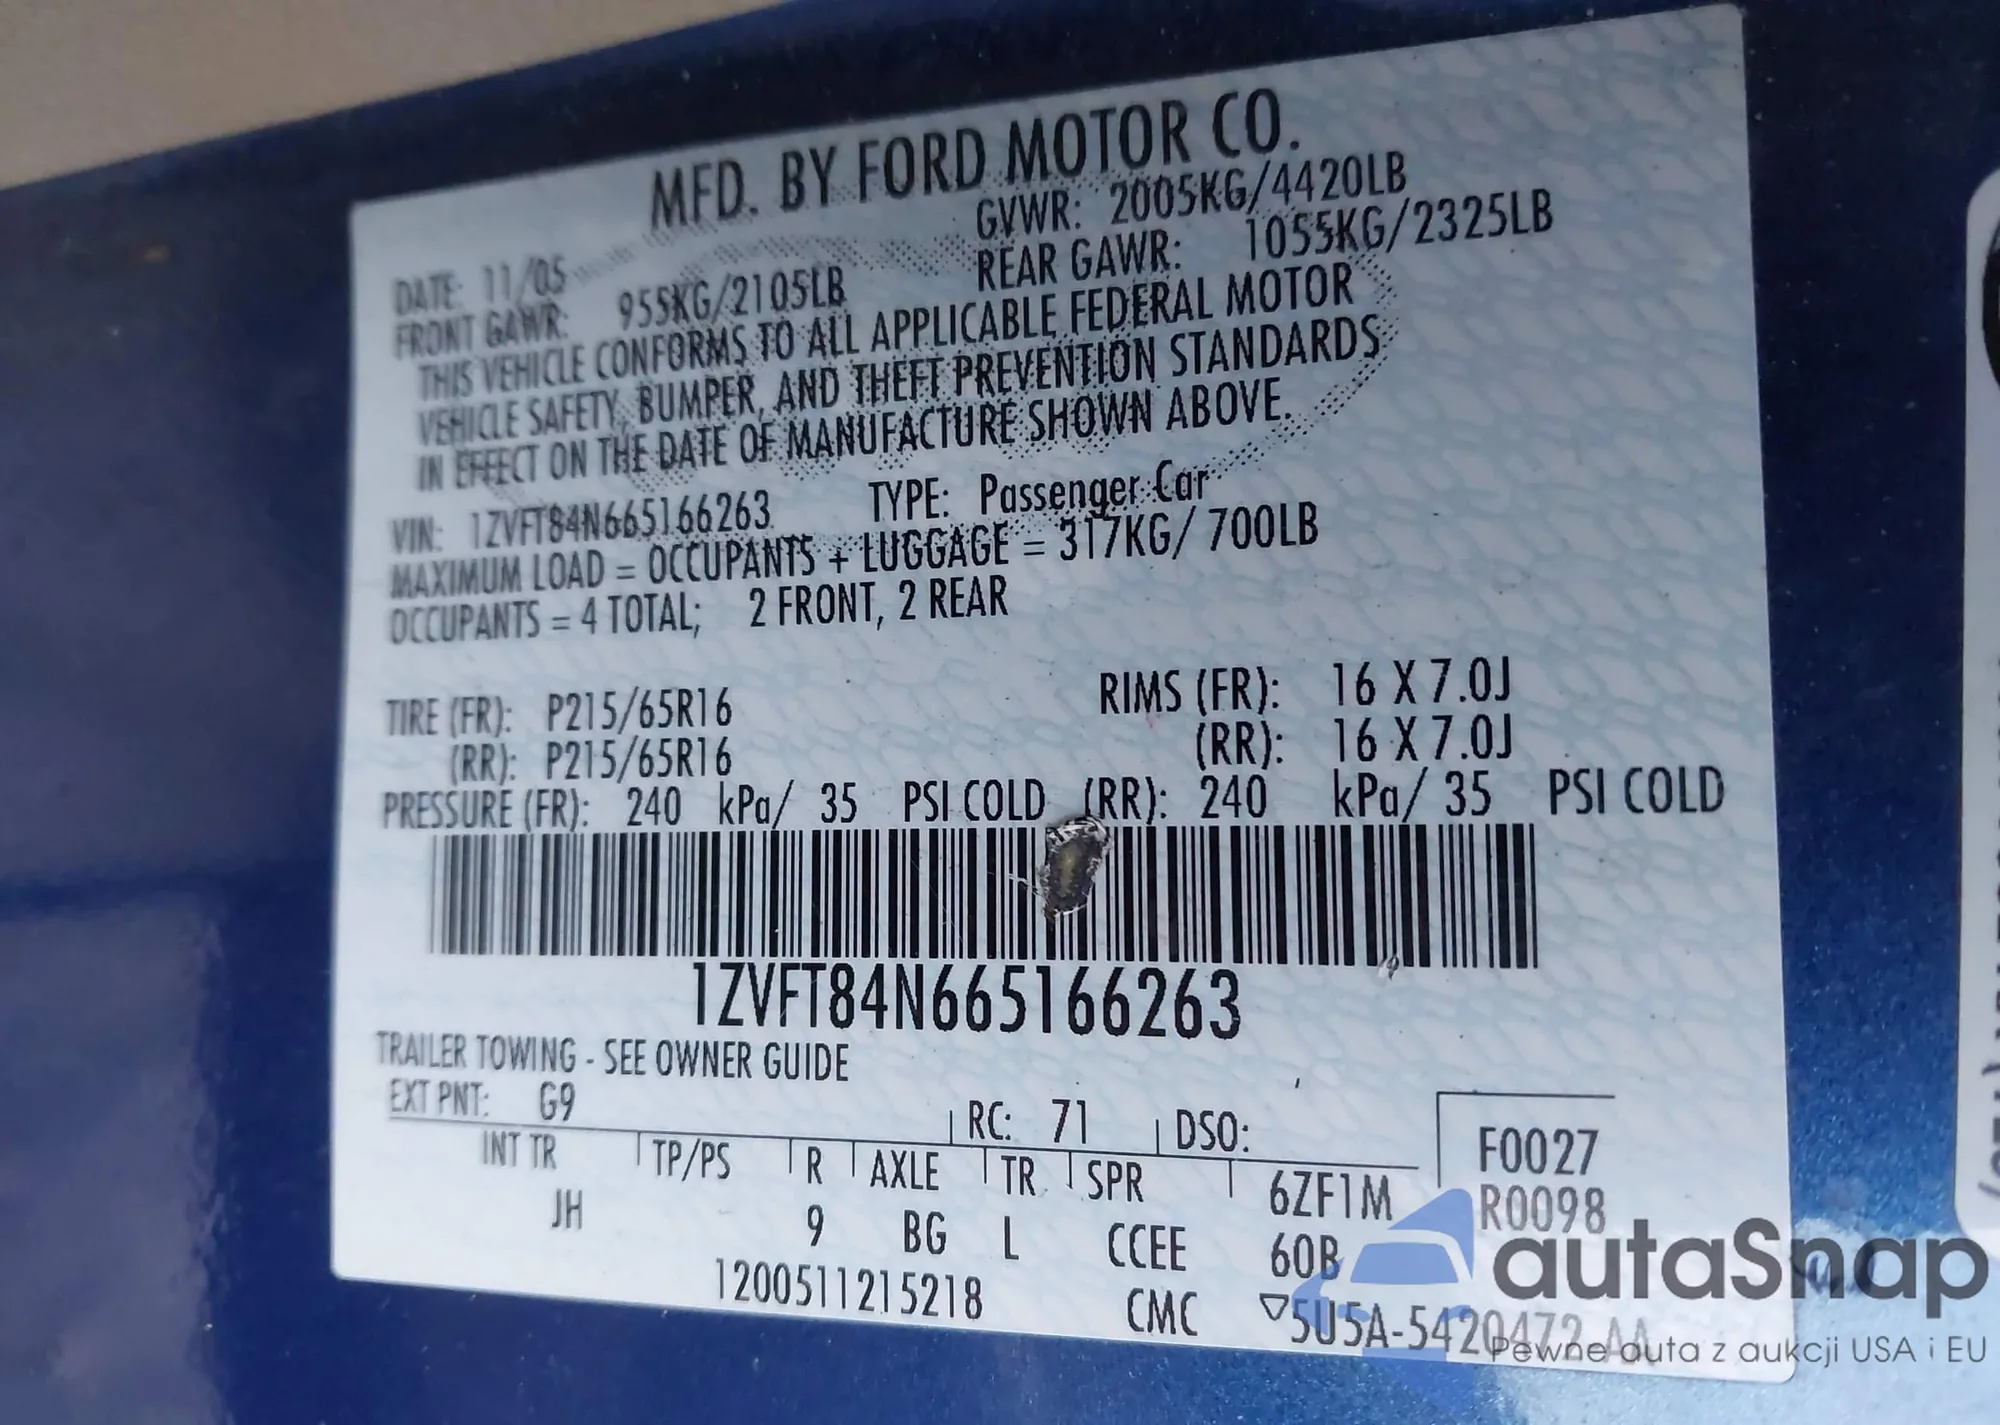 MFD. BY FORD MOTOR CO.
DATE: 11/05 GVWR: 2005KG/4420LB
FRONT GAWR: 955KG/2105LB REAR GAWR: 1055KG/2325LB
THIS VEHICLE CONFORMS TO ALL APPLICABLE FEDERAL MOTOR
VEHICLE SAFETY, BUMPER, AND THEFT PREVENTION STANDARDS
IN EFFECT ON THE DATE OF MANUFACTURE SHOWN ABOVE.
VIN: 1ZVFT84N665166263 TYPE: Passenger Car
MAXIMUM LOAD = OCCUPANTS + LUGGAGE = 317KG/ 700LB
OCCUPANTS = 4 TOTAL; 2 FRONT, 2 REAR
TIRE (FR): P215/65R16 RIMS (FR): 16 X 7.0J
(RR): P215/65R16 (RR): 16 X 7.0J
PRESSURE (FR): 240 kPa/ 35 PSI COLD (RR): 240 kPa/ 35 PSI COLD
1ZVFT84N665166263
TRAILER TOWING - SEE OWNER GUIDE
EXT PNT: G9 RC: 71 DSO: F0027
INT TR TP/PS R AXLE TR SPR 6ZF1M R0098
JH 9 BG L CCEE 60B
1200511215218 CMC ▽5U5A-5420472-AA
autaSnap
Pewne auta z aukcji USA i EU